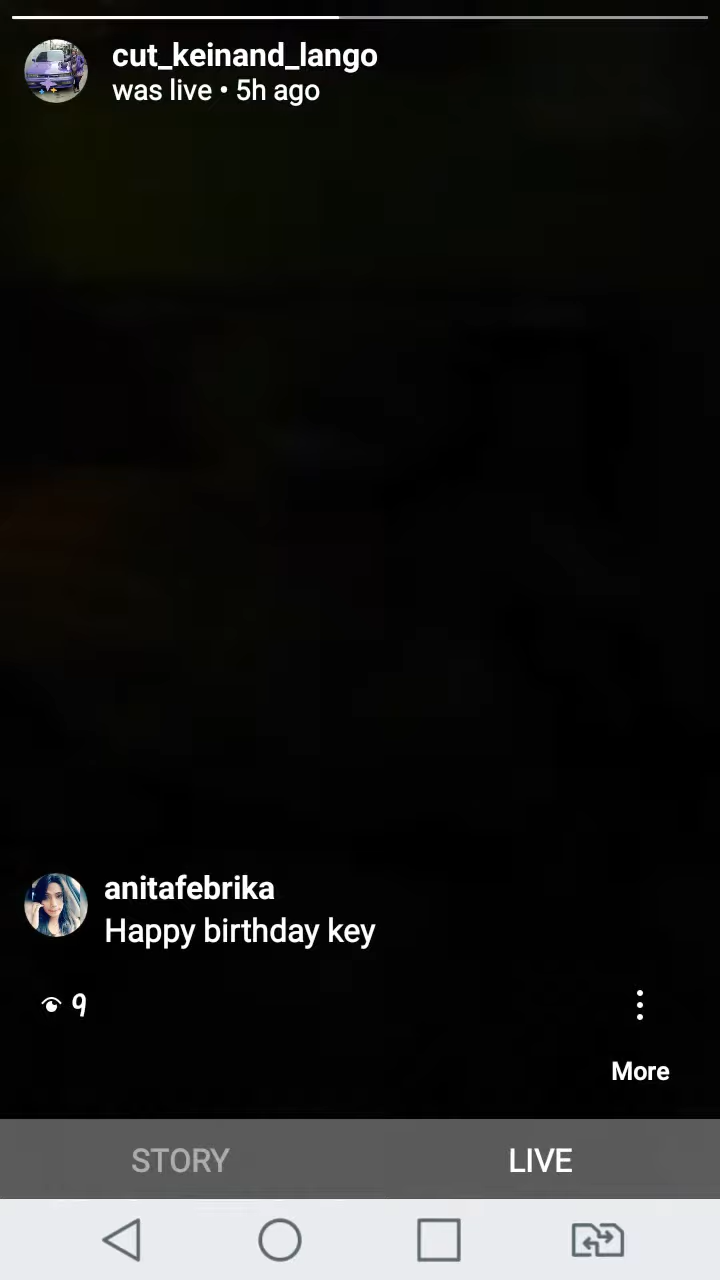 cut_keinand_lango
was live • 5h ago
anitafebrika
Happy birthday key
9
More
STORY
LIVE